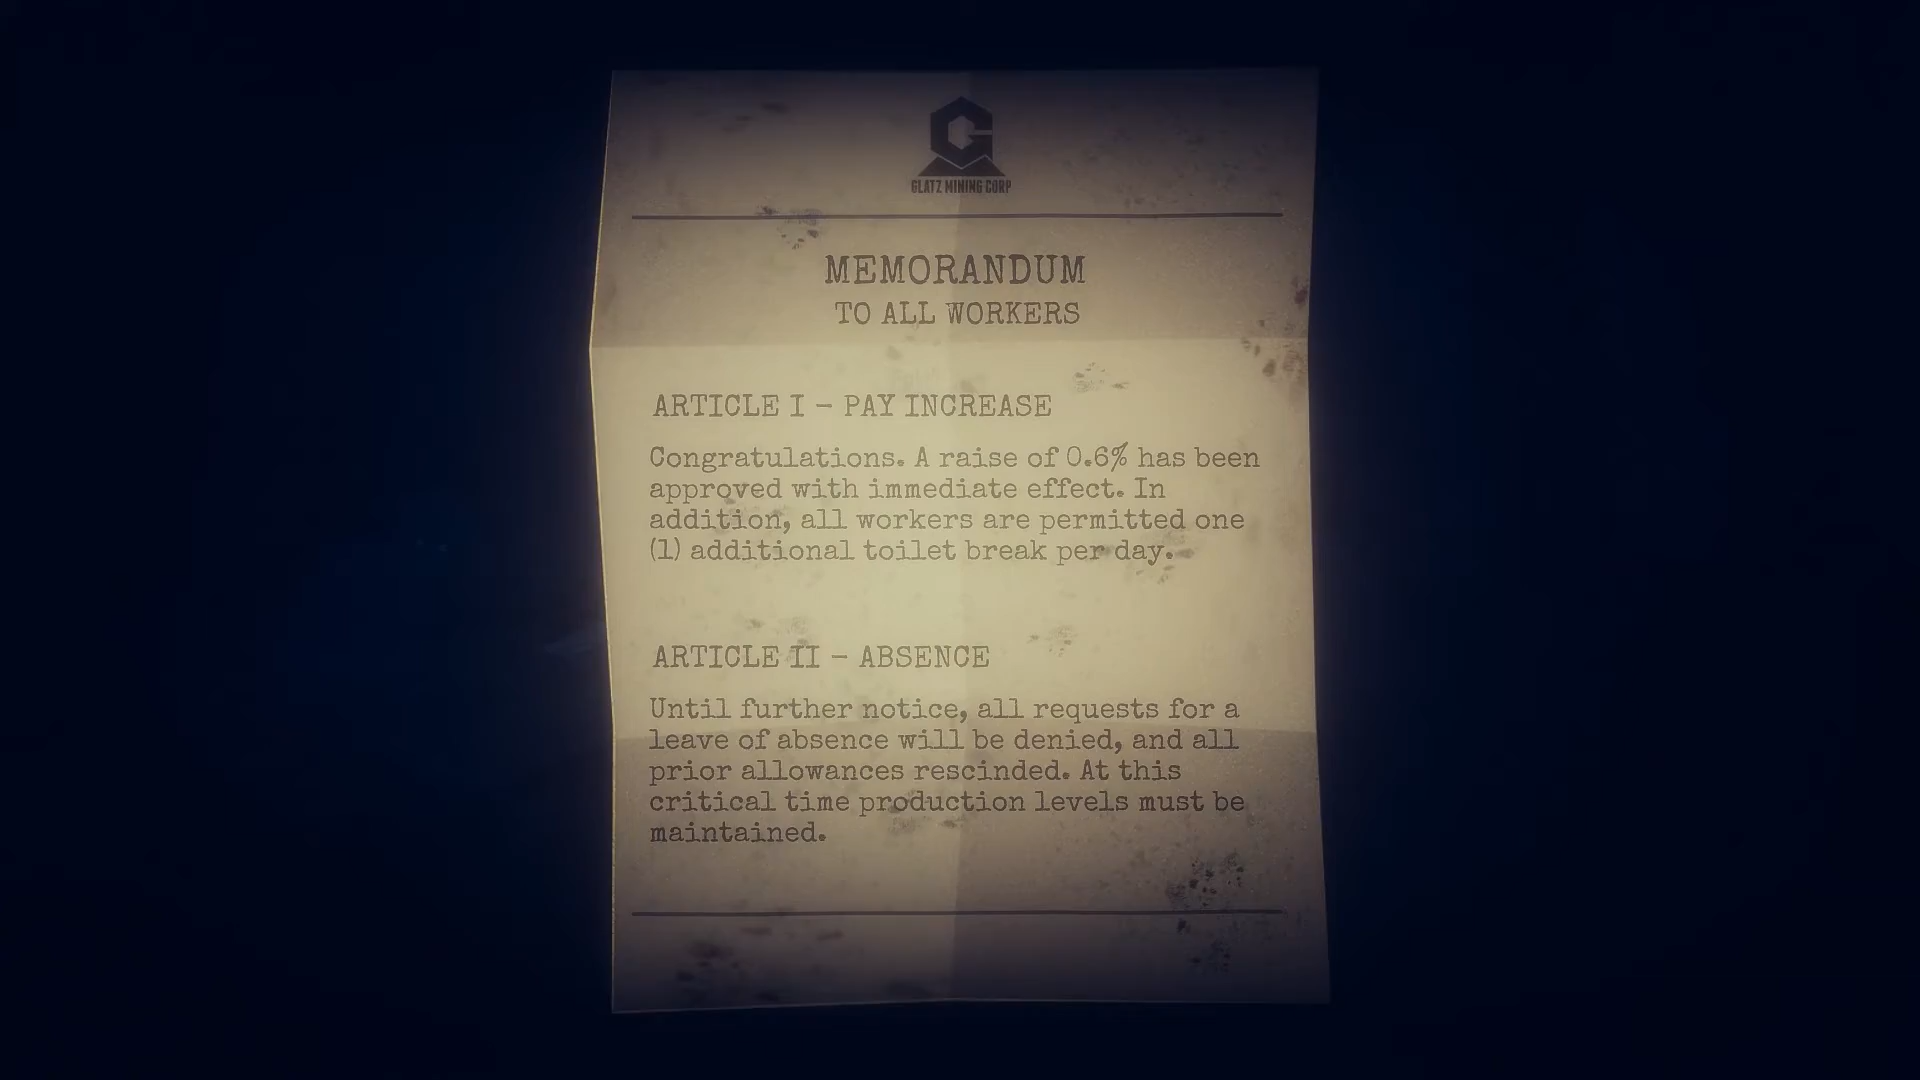 GLATZ MINING CORP
MEMORANDUM
TO ALL WORKERS
ARTICLE I – PAY INCREASE
Congratulations. A raise of 0.6% has been
approved with immediate effect. In
addition, all workers are permitted one
(1) additional toilet break per day.
ARTICLE II – ABSENCE
Until further notice, all requests for a
leave of absence will be denied, and all
prior allowances rescinded. At this
critical time production levels must be
maintained.